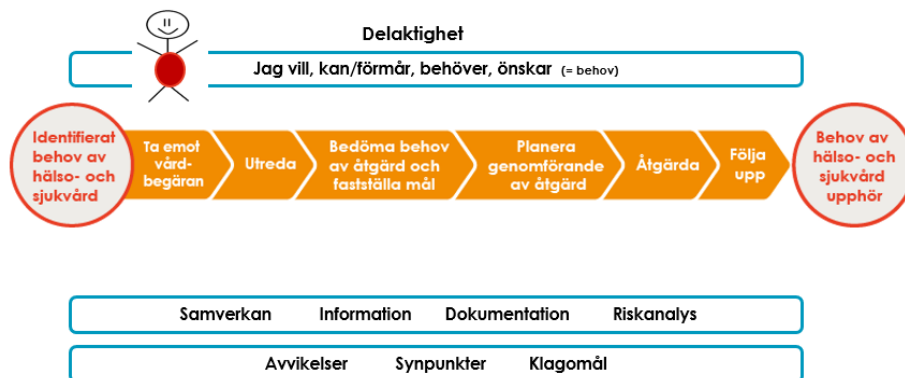 Delaktighet
Jag vill, kan/förmår, behöver, önskar (= behov)
Identifierat
behov av
hälso- och
sjukvård
Ta emot
vård-
begäran
Utreda
Bedöma behov
av åtgärd och
fastställa mål
Planera
genomförande
av åtgärd
Åtgärda
Följa
upp
Behov av
hälso- och
sjukvård
upphör
Samverkan Information Dokumentation Riskanalys
Avvikelser Synpunkter Klagomål